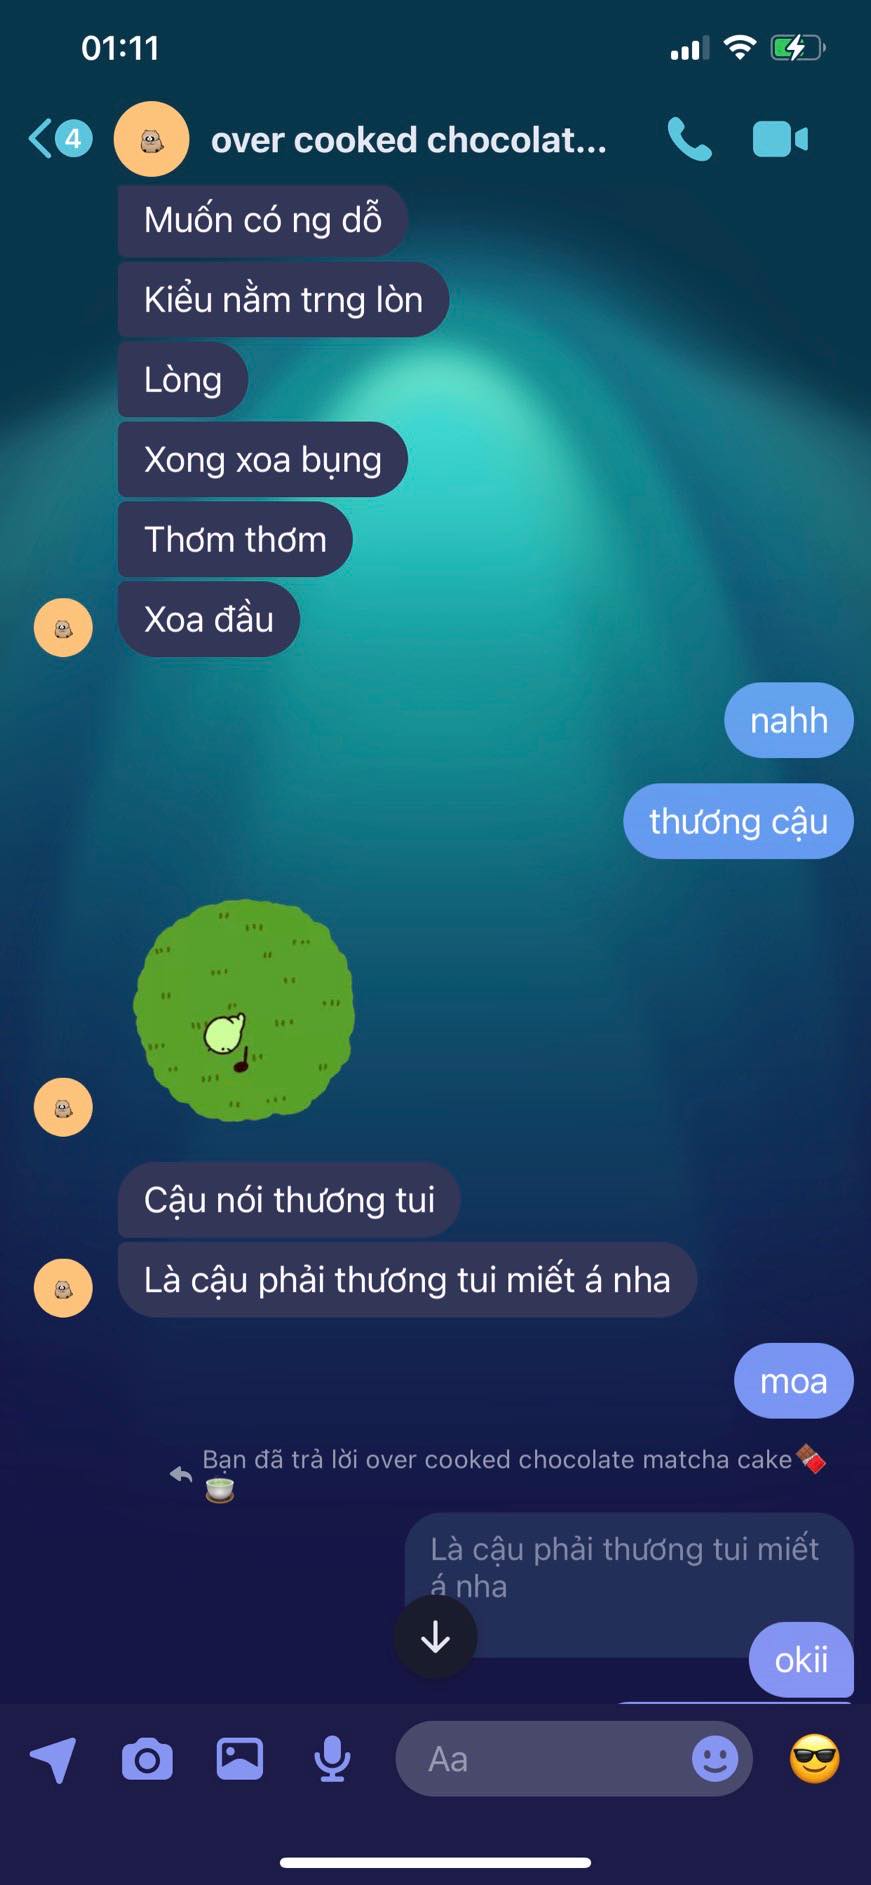 01:11
4
over cooked chocolat...
Muốn có ng dỗ
Kiểu nằm trng lòn
Lòng
Xong xoa bụng
Thơm thơm
Xoa đầu
nahh
thương cậu
Cậu nói thương tui
Là cậu phải thương tui miết á nha
moa
Bạn đã trả lời over cooked chocolate matcha cake🍫
🍵
Là cậu phải thương tui miết
á nha
okii
Aa